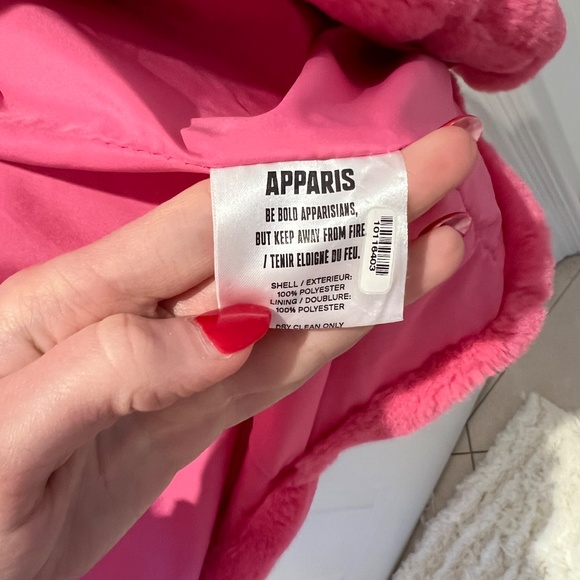 APPARIS
BE BOLD APPARISIANS,
BUT KEEP AWAY FROM FIRE
/ TENIR ELOIGNÉ DU FEU.
SHELL / EXTERIEUR:
100% POLYESTER
LINING / DOUBLURE:
100% POLYESTER
DRY CLEAN ONLY
10116403